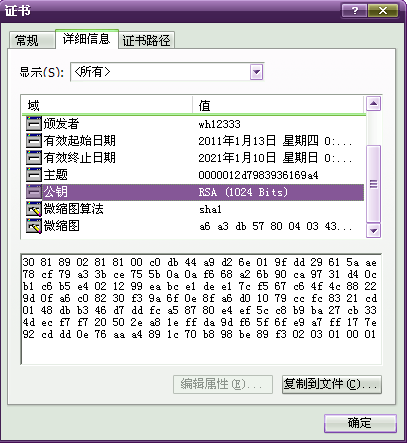 证书
常规 详细信息 证书路径
显示(S): <所有>
域 值
颁发者 wh12333
有效起始日期 2011年1月13日 星期四 0:...
有效终止日期 2021年1月10日 星期日 0:...
主题 0000012d7983936169a4
公钥 RSA (1024 Bits)
微缩图算法 sha1
微缩图 a6 a3 db 57 80 04 03 43...
30 81 89 02 81 81 00 c0 db 44 a9 d2 6e 01 9f dd 29 61 5a ae
78 cf 79 a3 3b ce 75 5b 0a 0a f6 68 a2 6b 90 ca 97 31 d4 0c
b1 c6 b5 e4 02 12 99 ea bc e1 de e1 7c f5 67 c6 4f 4c 88 22
9d 0f a6 c0 82 30 f3 9a 6f 0e 8f a6 d0 10 79 cc fc 83 21 cd
01 48 db b3 46 d7 dd fc a5 87 80 e4 ef 5c c8 b9 ba 27 cb 33
4d ec f7 f7 20 50 2e a8 1e ff da 9d f6 5f 6f e9 a7 ff 17 7e
92 cd dd 0e 76 aa a4 89 1c 70 b8 98 be 89 f3 02 03 01 00 01
编辑属性(E)... 复制到文件(C)...
确定